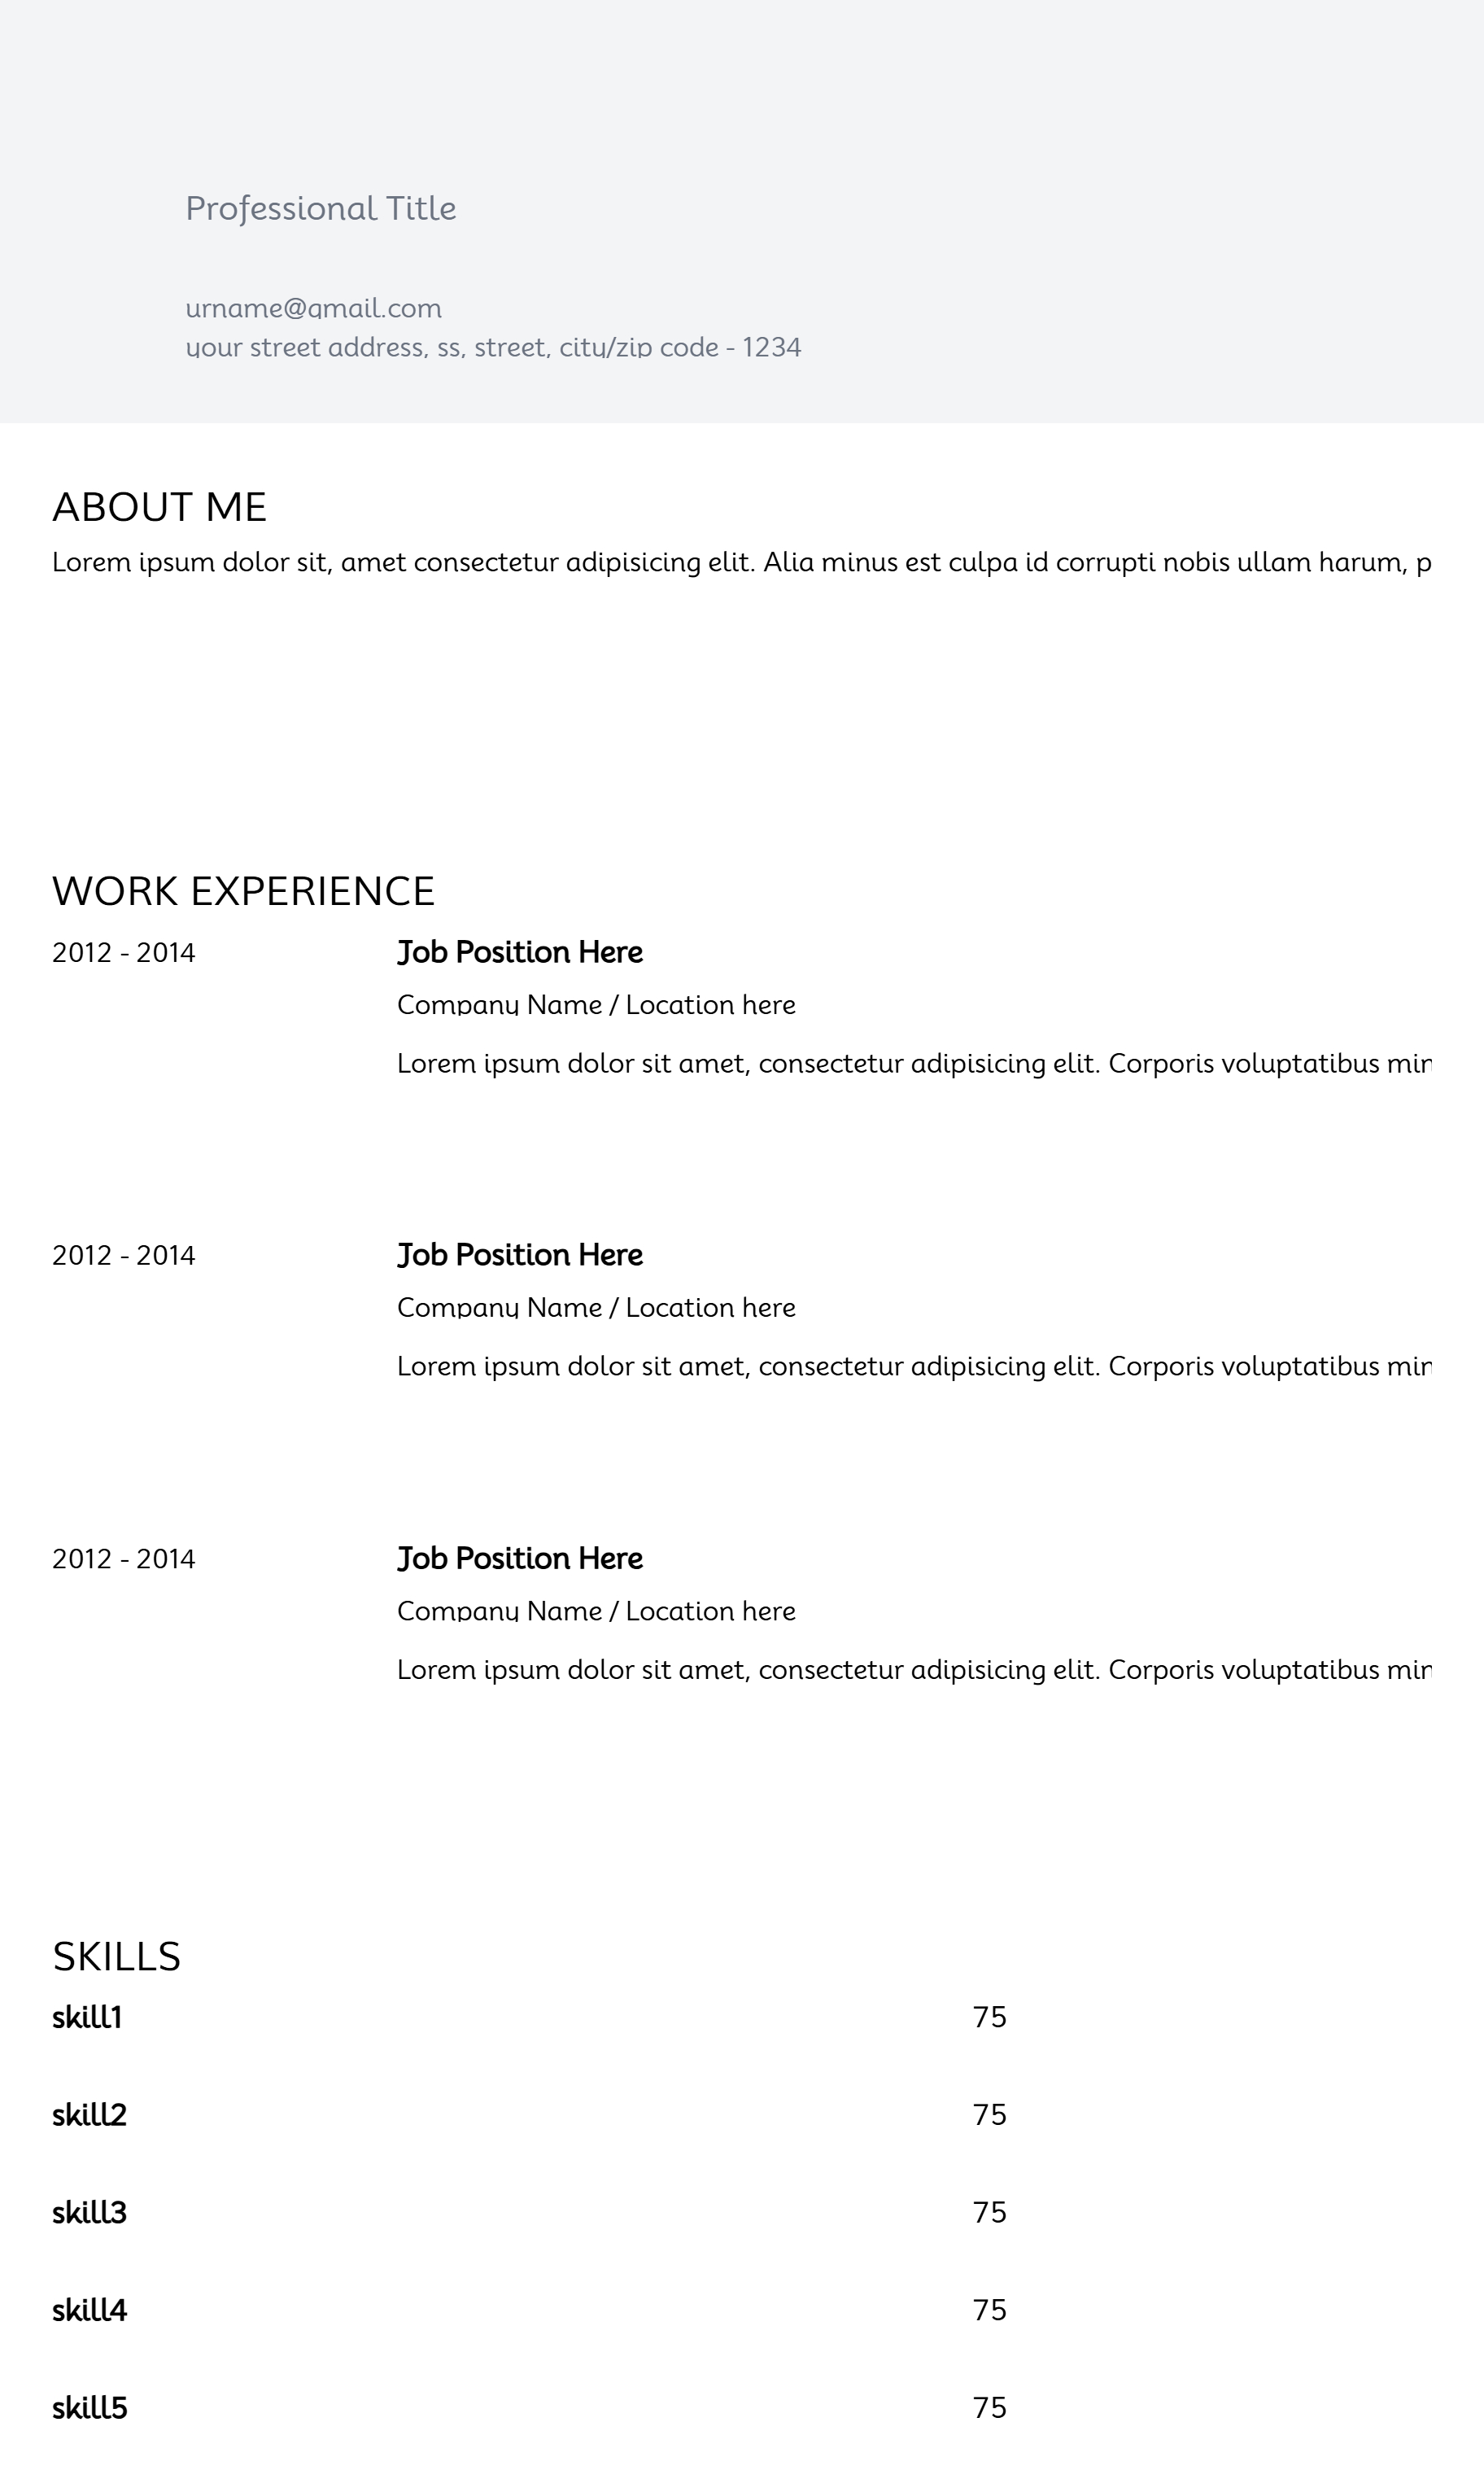 Professional Title
urname@gmail.com
your street address, ss, street, city/zip code - 1234
ABOUT ME
Lorem ipsum dolor sit, amet consectetur adipisicing elit. Alia minus est culpa id corrupti nobis ullam harum, p
WORK EXPERIENCE
2012 - 2014 Job Position Here
Company Name / Location here
Lorem ipsum dolor sit amet, consectetur adipisicing elit. Corporis voluptatibus
2012 - 2014 Job Position Here
Company Name / Location here
Lorem ipsum dolor sit amet, consectetur adipisicing elit. Corporis voluptatibus
2012 - 2014 Job Position Here
Company Name / Location here
Lorem ipsum dolor sit amet, consectetur adipisicing elit. Corporis voluptatibus
SKILLS
skill1 75
skill2 75
skill3 75
skill4 75
skill5 75